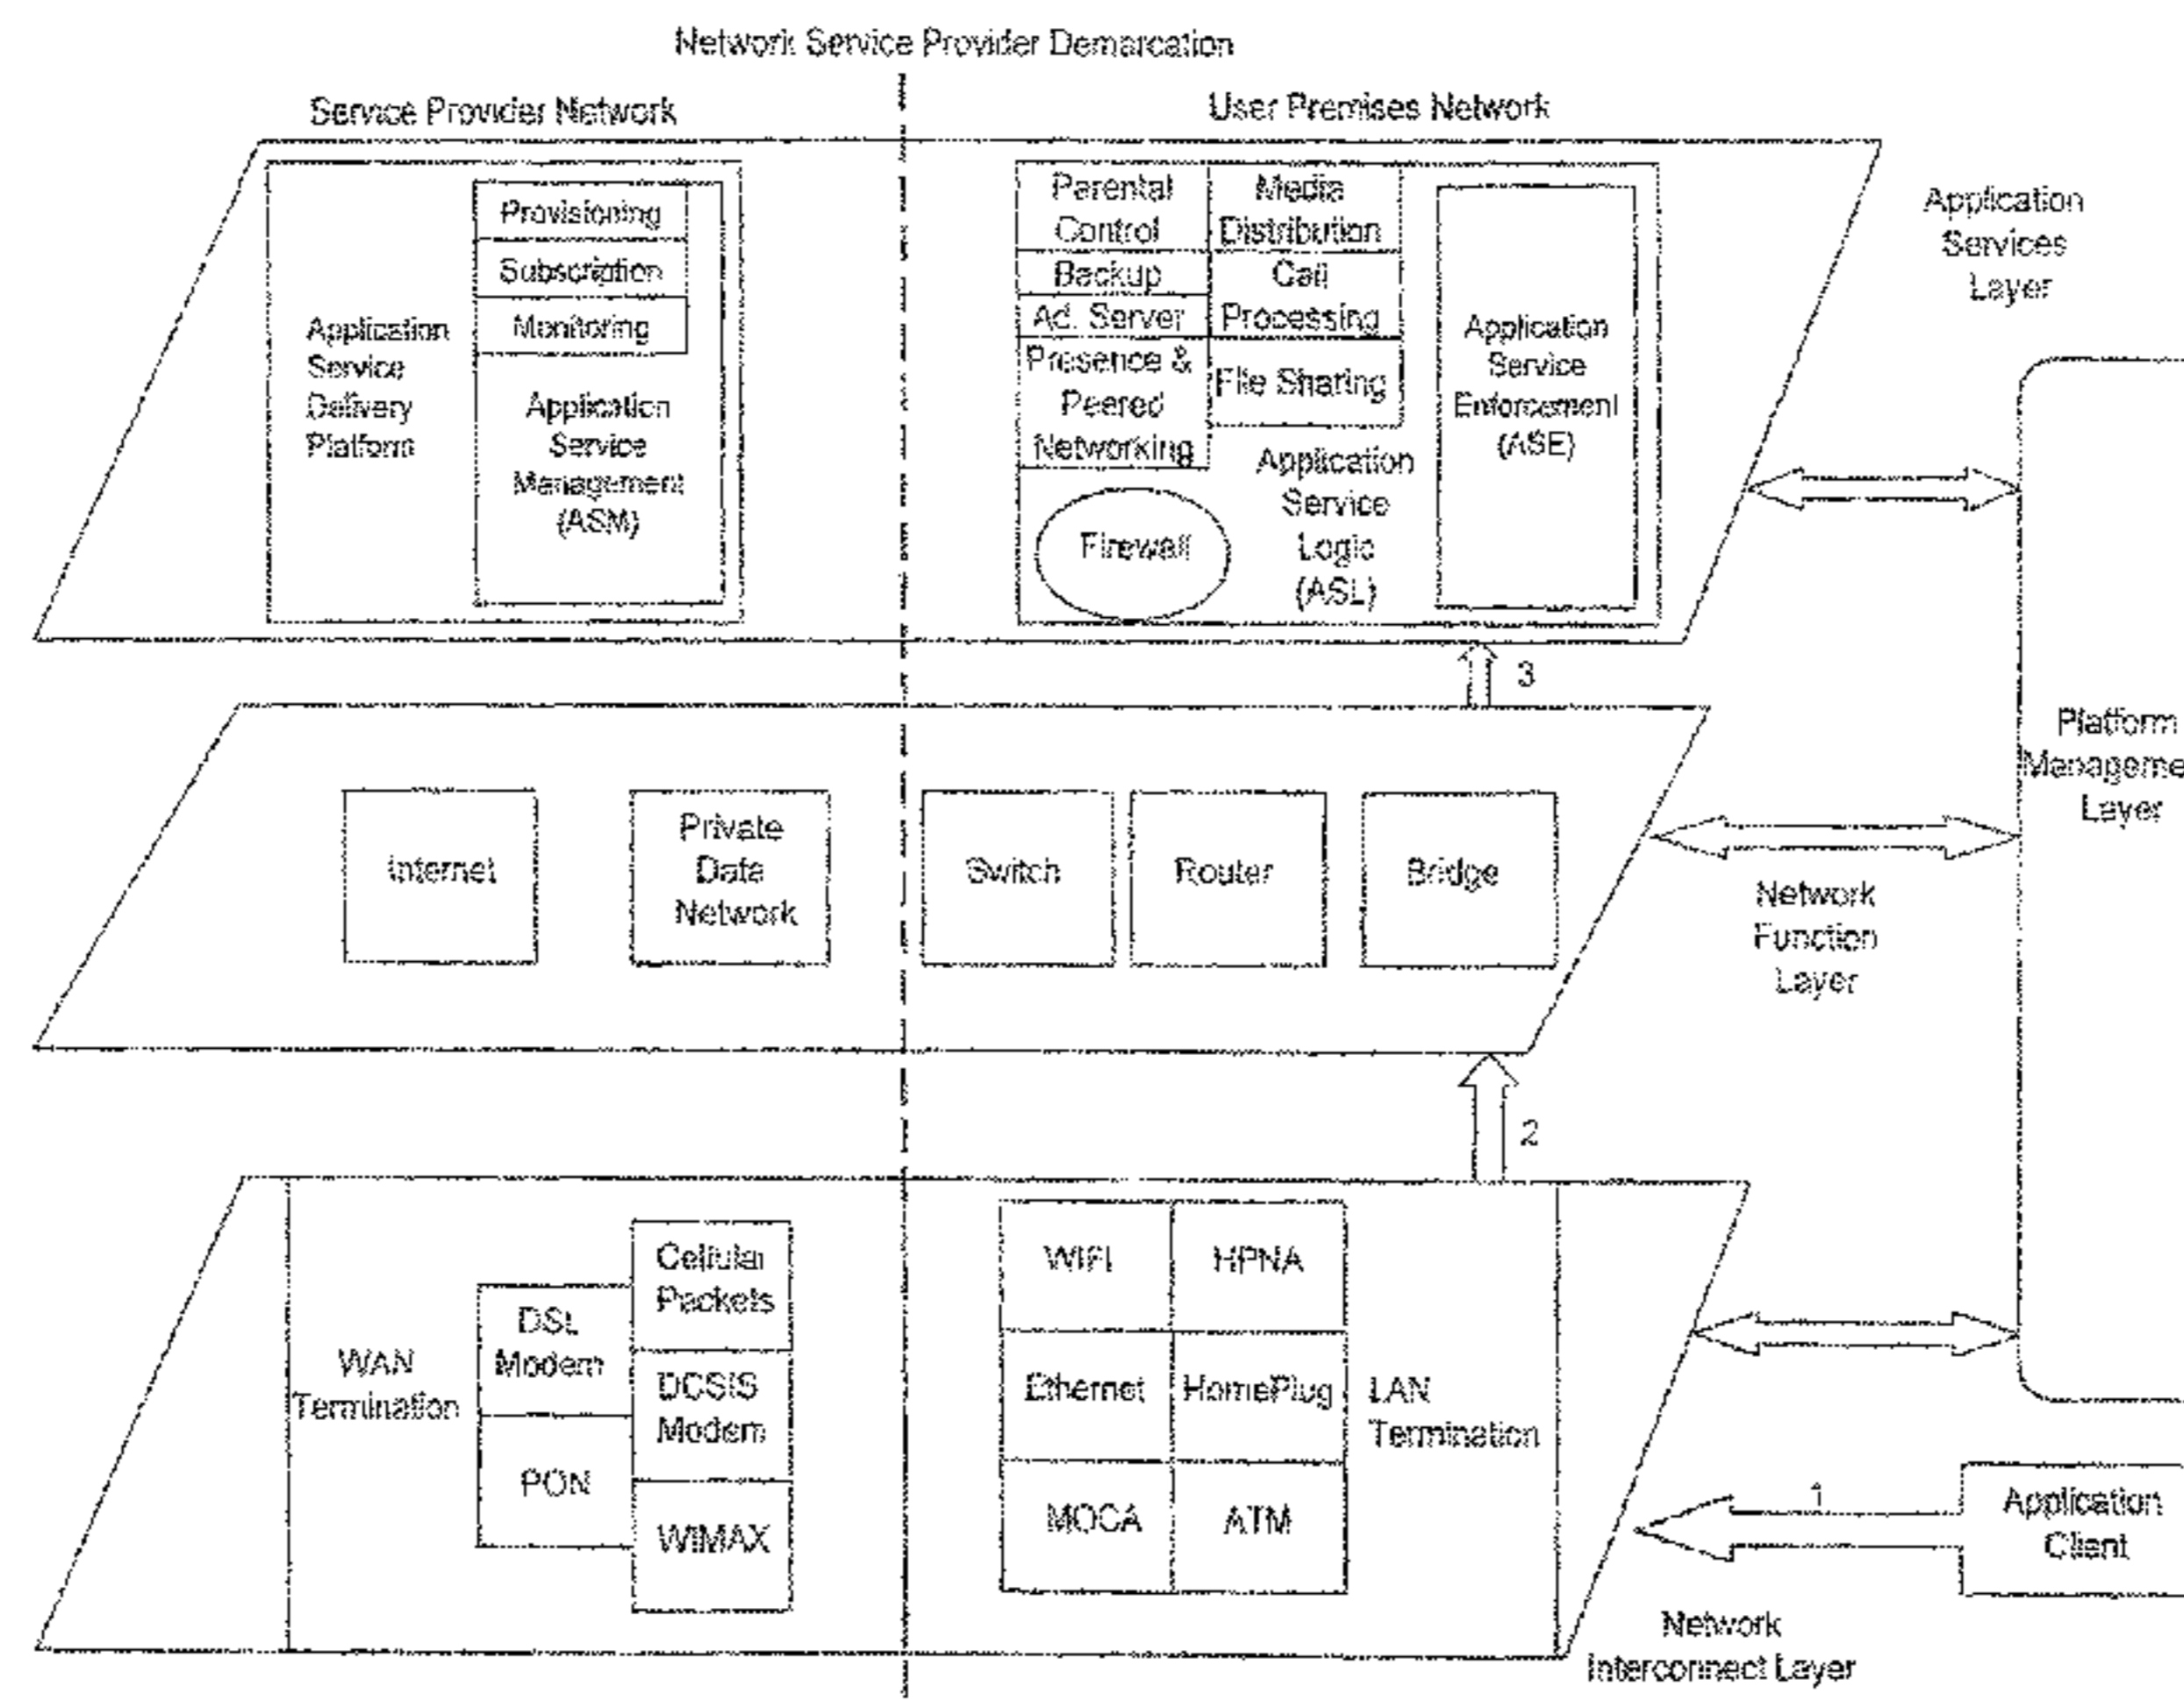 Network Service Provider Demarcation
Service Provider Network
User Premises Network
Provisioning
Subscription
Monitoring
Application
Service
Delivery
Platform
Application
Service
Management
(ASM)
Parental
Control
Media
Distribution
Backup
Call
Processing
Ad. Server
Presence &
Peered
Networking
File Sharing
Firewall
Application
Service
Logic
(ASL)
Application
Service
Enforcement
(ASE)
Application
Services
Layer
3
Internet
Private
Data
Network
Switch
Router
Bridge
Network
Function
Layer
Platform
Manageme
Layer
2
WAN
Termination
DSL
Modem
PON
Cellular
Packets
DCSIS
Modem
WIMAX
WIFI
HPNA
Ethernet
HomePlug
MOCA
ATM
LAN
Termination
1
Application
Client
Network
Interconnect Layer